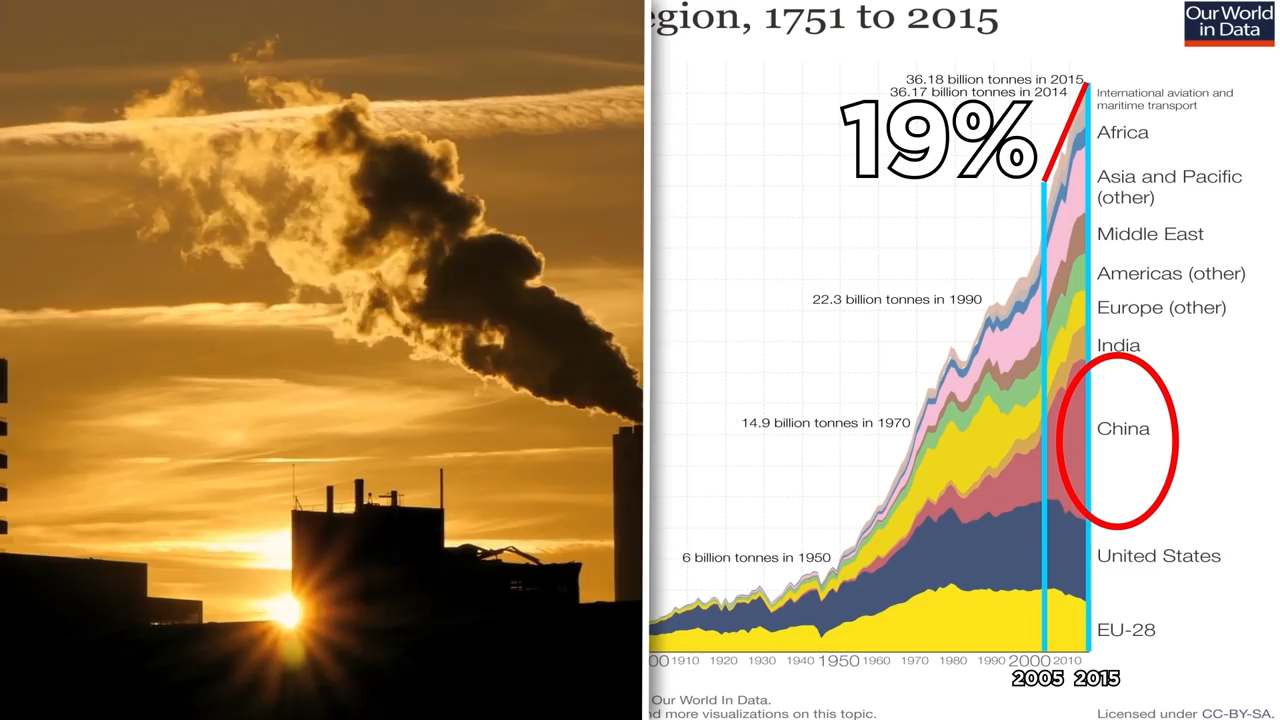 egion, 1751 to 2015
Our World
in Data
36.18 billion tonnes in 2015
36.17 billion tonnes in 2014
19%
International aviation and
maritime transport
Africa
Asia and Pacific
(other)
Middle East
Americas (other)
Europe (other)
22.3 billion tonnes in 1990
India
China
14.9 billion tonnes in 1970
6 billion tonnes in 1950
United States
EU-28
00 1910 1920 1930 1940 1950 1960 1970 1980 1990 2000 2010
2005 2015
Our World In Data.
d more visualizations on this topic.
Licensed under CC-BY-SA.